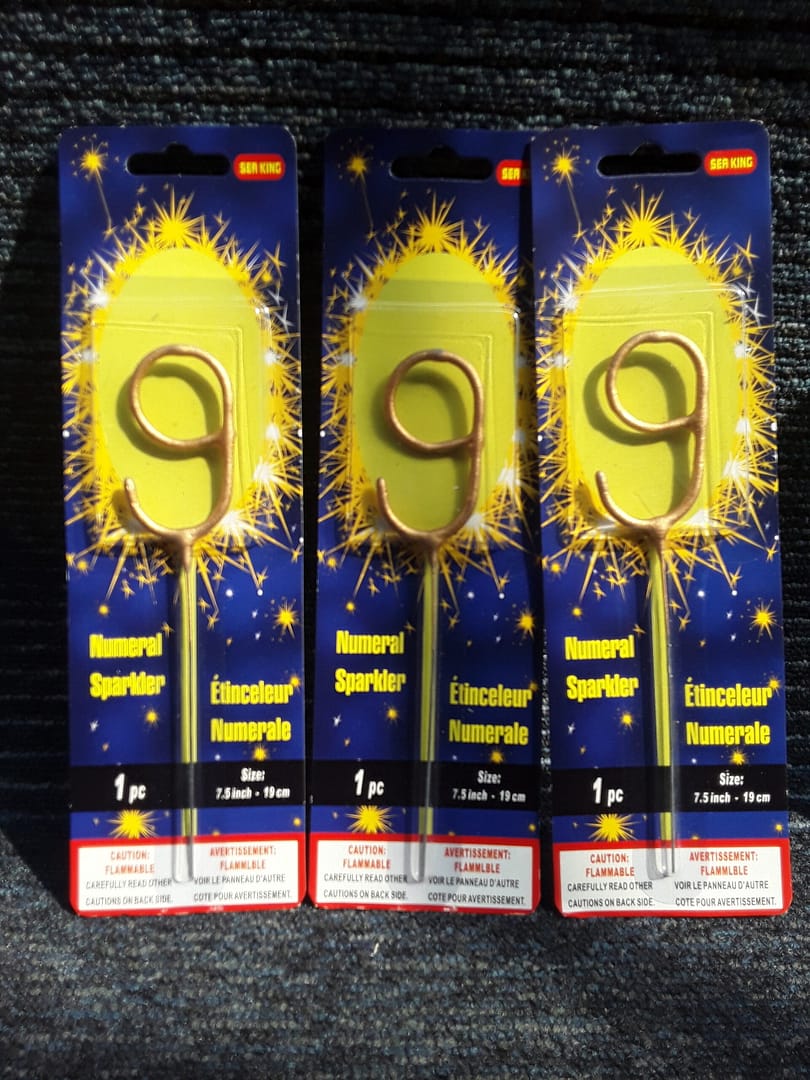 SEA KING
9
Numeral
Sparkler
Étinceleur
Numerale
1 pc
Size:
7.5 inch - 19 cm
CAUTION:
FLAMMABLE
CAREFULLY READ OTHER
CAUTIONS ON BACK SIDE.
AVERTISSEMENT:
FLAMMLBLE
VOIR LE PANNEAU D'AUTRE
COTE POUR AVERTISSEMENT.
SEA K
9
Numeral
Sparkler
Étinceleur
Numerale
1 pc
Size:
7.5 inch - 19 cm
CAUTION:
FLAMMABLE
CAREFULLY READ OTHER
CAUTIONS ON BACK SIDE.
AVERTISSEMENT:
FLAMMLBLE
VOIR LE PANNEAU D'AUTRE
COTE POUR AVERTISSEMENT.
SEA KING
9
Numeral
Sparkler
Étinceleur
Numerale
1 pc
Size:
7.5 inch - 19 cm
CAUTION:
FLAMMABLE
CAREFULLY READ OTHER
CAUTIONS ON BACK SIDE.
AVERTISSEMENT:
FLAMMLBLE
VOIR LE PANNEAU D'AUTRE
COTE POUR AVERTISSEMENT.